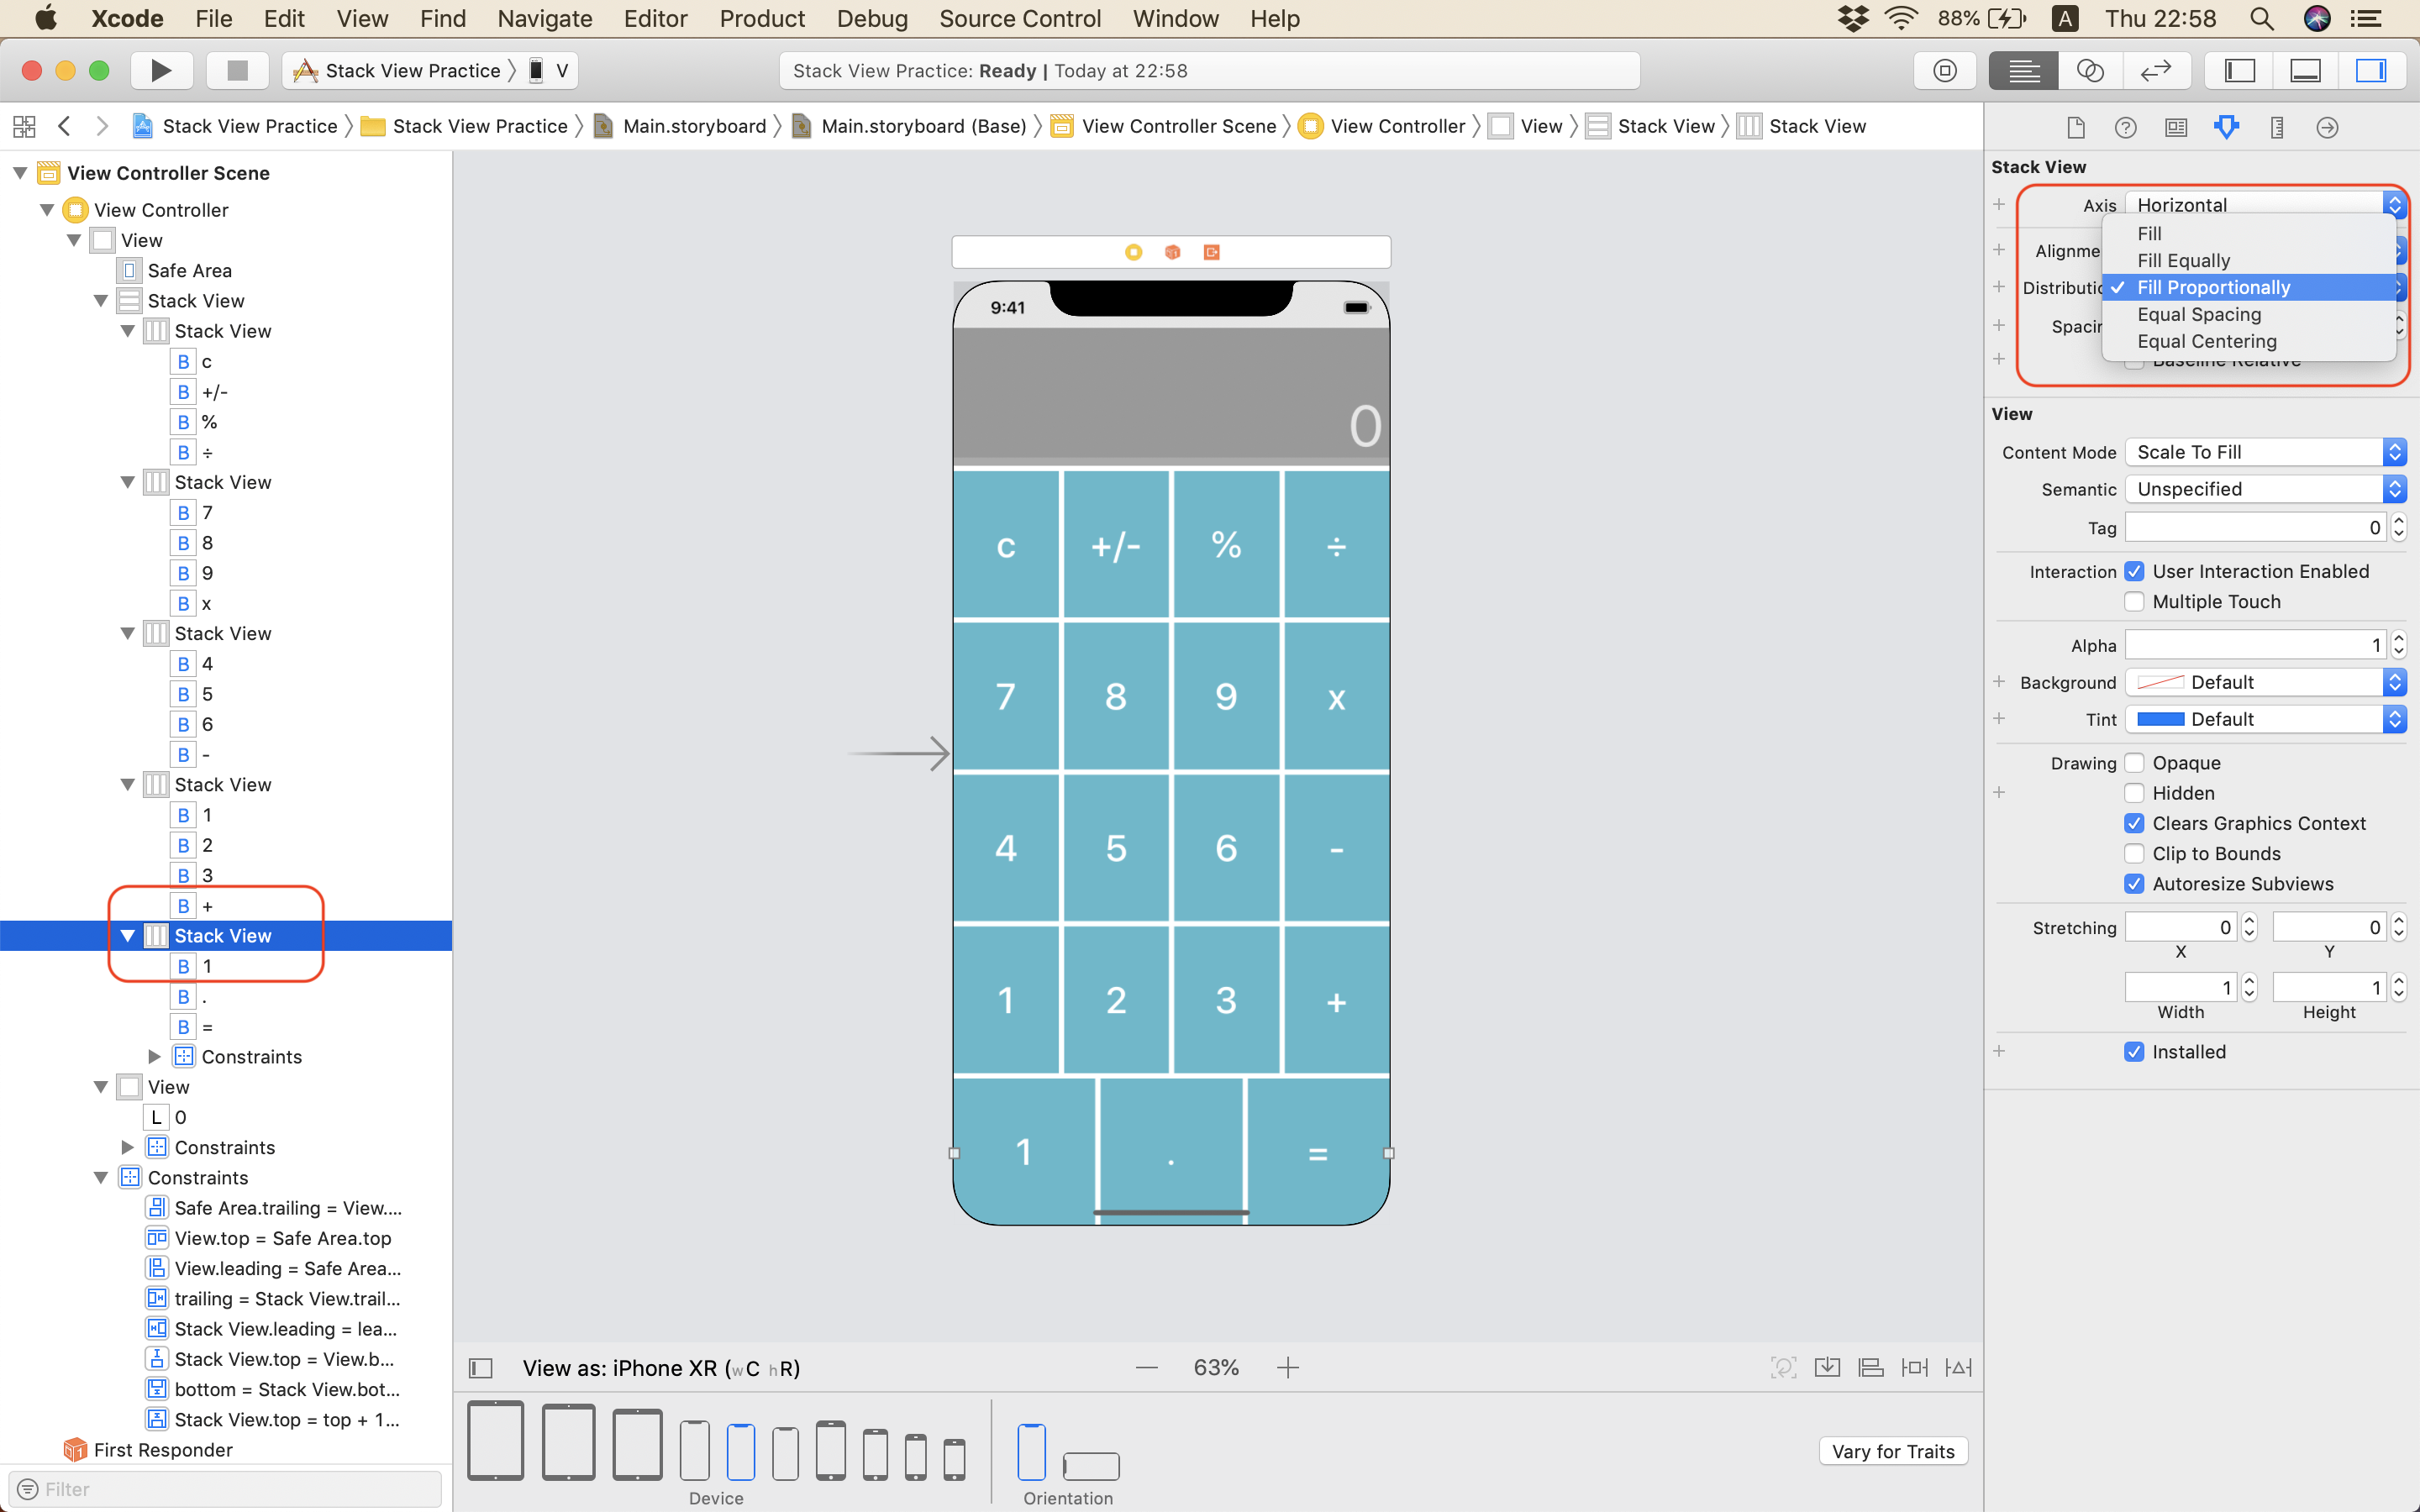 Xcode File Edit View Find Navigate Editor Product Debug Source Control Window Help 88% A Thu 22:58
Stack View Practice V
Stack View Practice: Ready | Today at 22:58
Stack View Practice Stack View Practice Main.storyboard Main.storyboard (Base) View Controller Scene View Controller View Stack View Stack View
View Controller Scene
View Controller
View
Safe Area
Stack View
Stack View
B c
B +/-
B %
B ÷
Stack View
B 7
B 8
B 9
B x
Stack View
B 4
B 5
B 6
B -
Stack View
B 1
B 2
B 3
B +
Stack View
B 1
B .
B =
Constraints
View
L 0
Constraints
Constraints
Safe Area.trailing = View....
View.top = Safe Area.top
View.leading = Safe Area...
trailing = Stack View.trail...
Stack View.leading = lea...
Stack View.top = View.b...
bottom = Stack View.bot...
Stack View.top = top + 1...
First Responder
Filter
9:41
0
c +/- % ÷
7 8 9 x
4 5 6 -
1 2 3 +
1 . =
View as: iPhone XR (wC hR)
63%
Device
Orientation
Vary for Traits
Stack View
Axis Horizontal
Alignme
Distributic
Spacin
Fill
Fill Equally
Fill Proportionally
Equal Spacing
Equal Centering
Baseline Relative
View
Content Mode Scale To Fill
Semantic Unspecified
Tag 0
Interaction User Interaction Enabled
Multiple Touch
Alpha 1
Background Default
Tint Default
Drawing Opaque
Hidden
Clears Graphics Context
Clip to Bounds
Autoresize Subviews
Stretching 0 0
X Y
1 1
Width Height
Installed